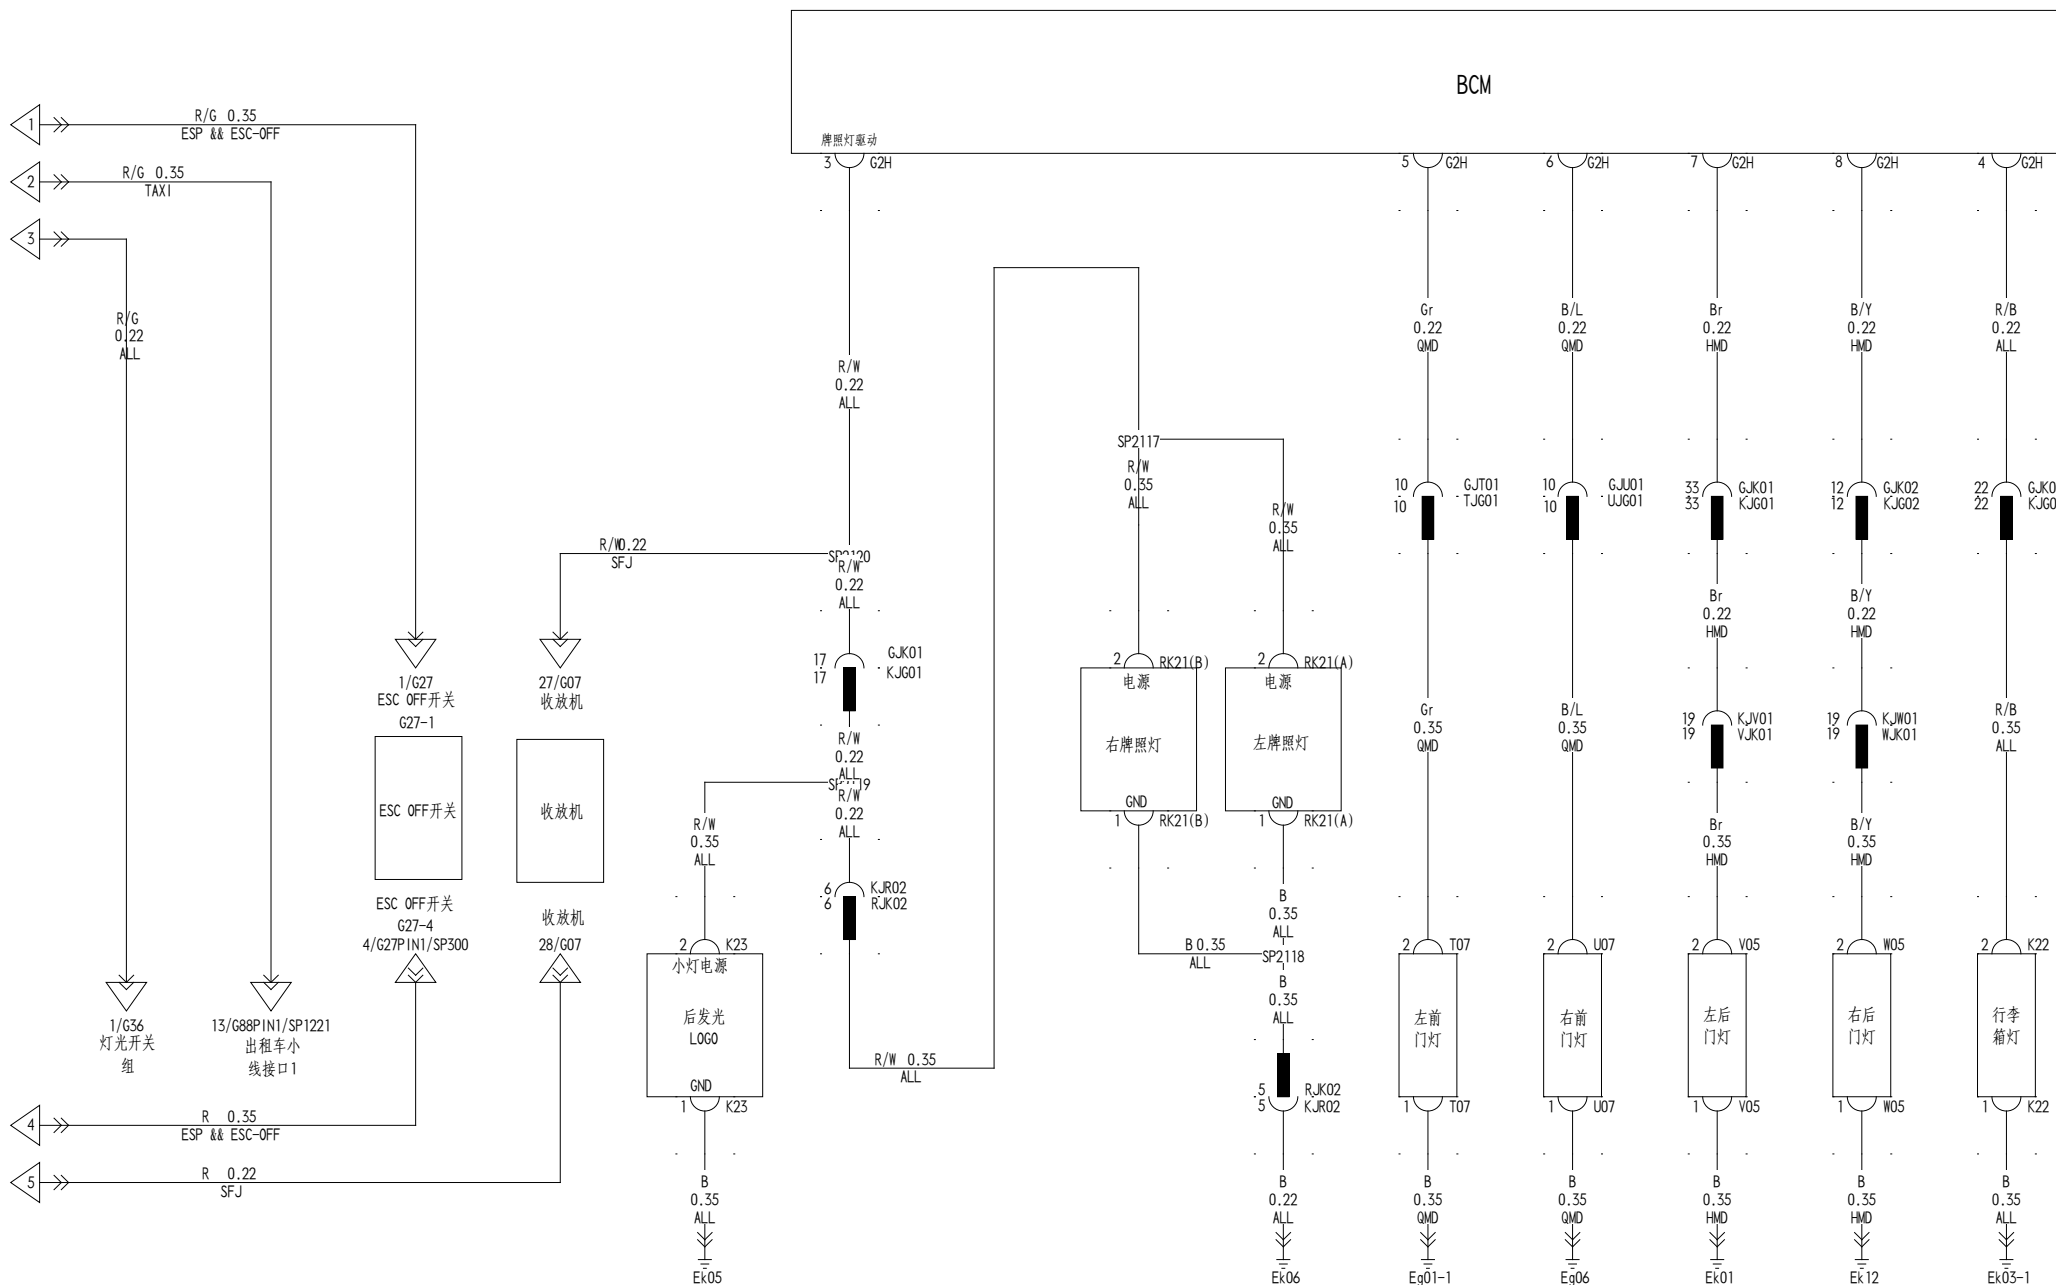 BCM
牌照灯驱动
3 G2H
5 G2H
6 G2H
7 G2H
8 G2H
4 G2H
1
R/G 0.35
ESP && ESC-OFF
2
R/G 0.35
TAXI
3
R/G
0.22
ALL
R/W
0.22
ALL
Gr
0.22
QMD
B/L
0.22
QMD
Br
0.22
HMD
B/Y
0.22
HMD
R/B
0.22
ALL
SP2117
R/W
0.35
ALL
R/W
0.35
ALL
10 GJT01
10 TJG01
10 GJU01
10 UJG01
33 GJK01
33 KJG01
12 GJK02
12 KJG02
22 GJK0
22 KJG0
R/W0.22
SFJ
SP2120
R/W
0.22
ALL
Br
0.22
HMD
B/Y
0.22
HMD
17 GJK01
17 KJG01
1/G27
ESC OFF开关
G27-1
ESC OFF开关
ESC OFF开关
G27-4
4/G27PIN1/SP300
27/G07
收放机
收放机
收放机
28/G07
R/W
0.22
ALL
SP2119
R/W
0.22
ALL
R/W
0.35
ALL
6 KJR02
6 RJK02
2 RK21(B)
电源
右牌照灯
GND
1 RK21(B)
2 RK21(A)
电源
左牌照灯
GND
1 RK21(A)
Gr
0.35
QMD
B/L
0.35
QMD
19 KJV01
19 VJK01
19 KJW01
19 WJK01
R/B
0.35
ALL
Br
0.35
HMD
B/Y
0.35
HMD
B
0.35
ALL
B 0.35
ALL
SP2118
B
0.35
ALL
2 K23
小灯电源
后发光
LOGO
GND
1 K23
R/W 0.35
ALL
2 T07
左前
门灯
1 T07
2 U07
右前
门灯
1 U07
2 V05
左后
门灯
1 V05
2 W05
右后
门灯
1 W05
2 K22
行李
箱灯
1 K22
1/G36
灯光开关
组
13/G88PIN1/SP1221
出租车小
线接口1
5 RJK02
5 KJR02
4
R 0.35
ESP && ESC-OFF
5
R 0.22
SFJ
B
0.35
ALL
Ek05
B
0.22
ALL
Ek06
B
0.35
QMD
Eg01-1
B
0.35
QMD
Eg06
B
0.35
HMD
Ek01
B
0.35
HMD
Ek12
B
0.35
ALL
Ek03-1